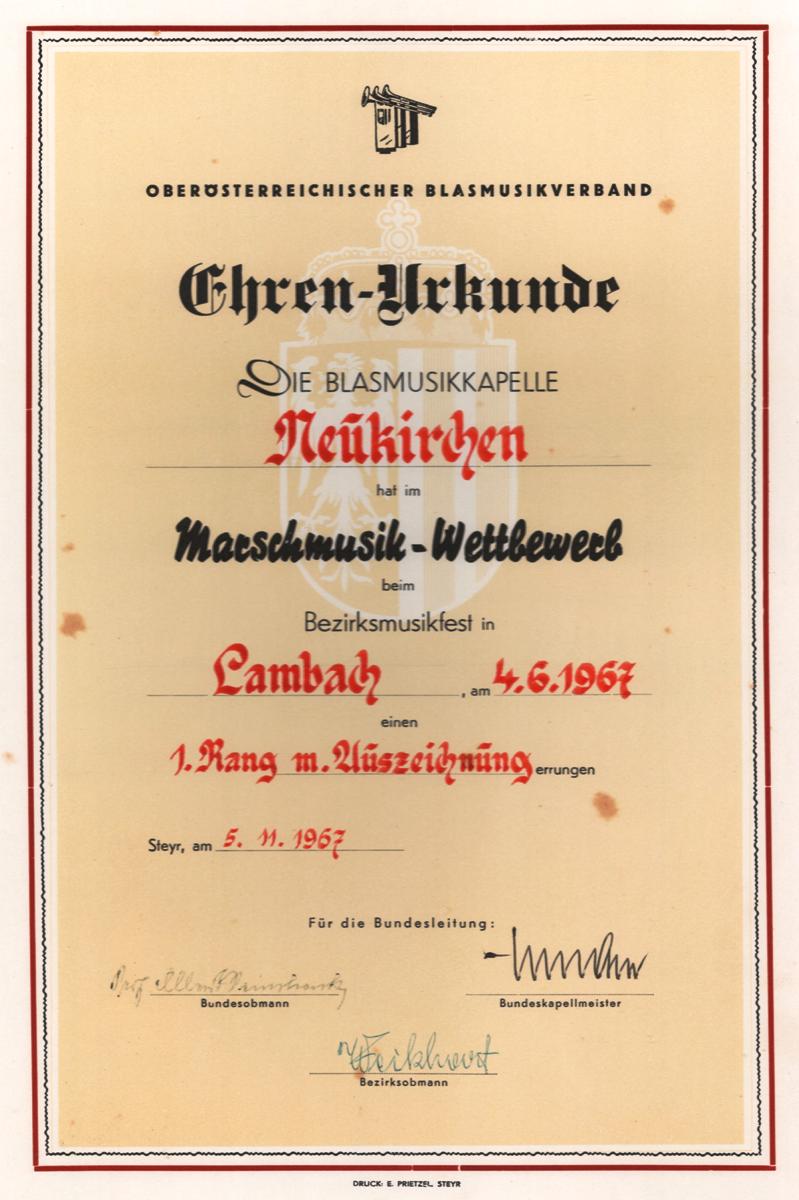 OBERÖSTERREICHISCHER BLASMUSIKVERBAND
Ehren-Urkunde
DIE BLASMUSIKKAPELLE
Neukirchen
hat im
Marschmusik-Wettbewerb
beim
Bezirksmusikfest in
Lambach, am 4.6.1967
einen
1. Rang m. Auszeichnung errungen
Steyr, am 5. 11. 1967
Für die Bundesleitung:
Prof
Bundesobmann
Bundeskapellmeister
Bezirksobmann
DRUCK: E. PRIETZEL, STEYR